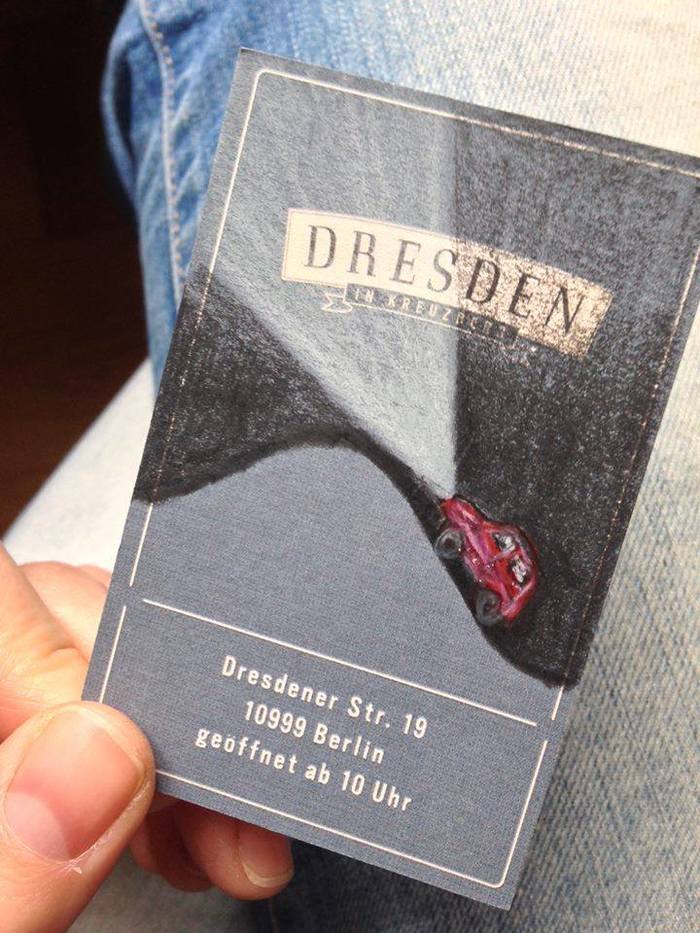 DRESDEN
IN KREUZBERG
Dresdener Str. 19
10999 Berlin
geöffnet ab 10 Uhr